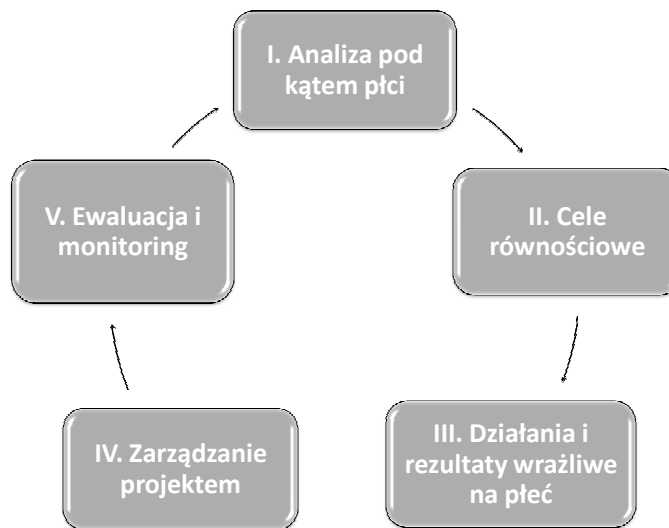 I. Analiza pod
kątem płci
II. Cele
równościowe
III. Działania i
rezultaty wrażliwe
na płeć
IV. Zarządzanie
projektem
V. Ewaluacja i
monitoring